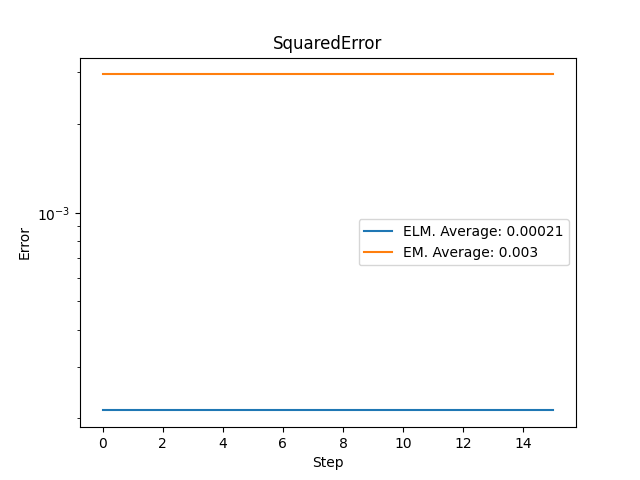 SquaredError
Error
10⁻³
ELM. Average: 0.00021
EM. Average: 0.003
0 2 4 6 8 10 12 14
Step